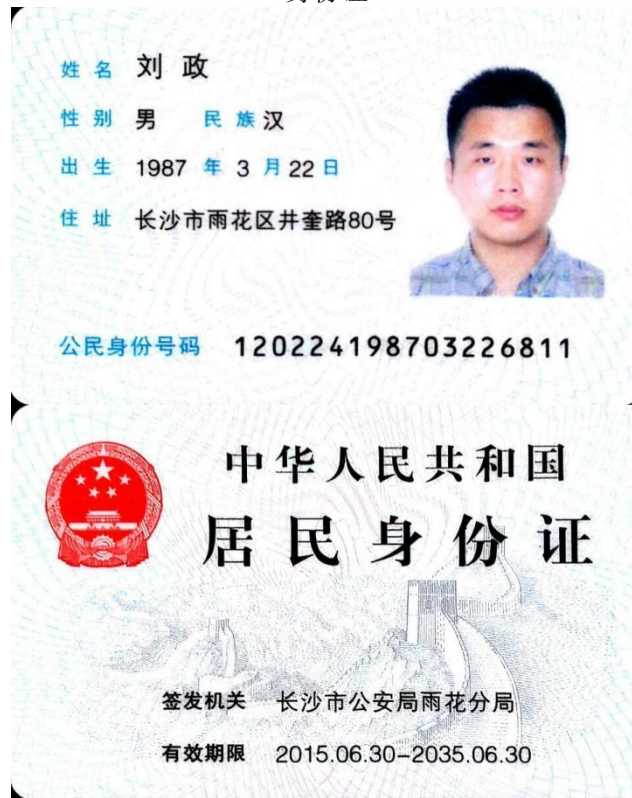 姓名 刘政
性别 男 民族 汉
出生 1987 年 3 月 22 日
住址 长沙市雨花区井奎路80号
公民身份号码 120224198703226811
中华人民共和国
居民身份证
签发机关 长沙市公安局雨花分局
有效期限 2015.06.30-2035.06.30